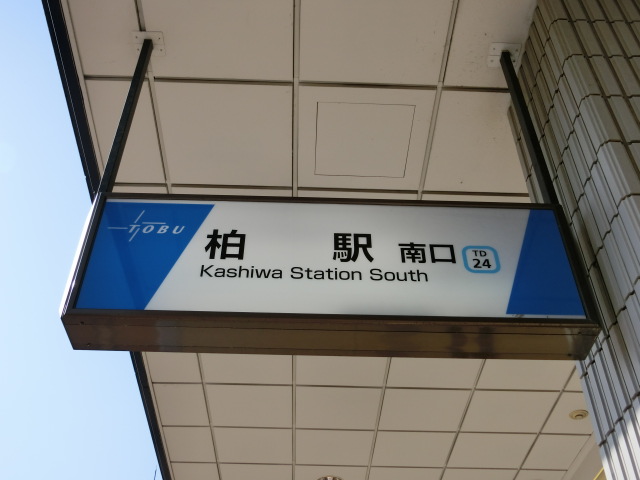 TOBU
柏 駅 南口 TD 24
Kashiwa Station South